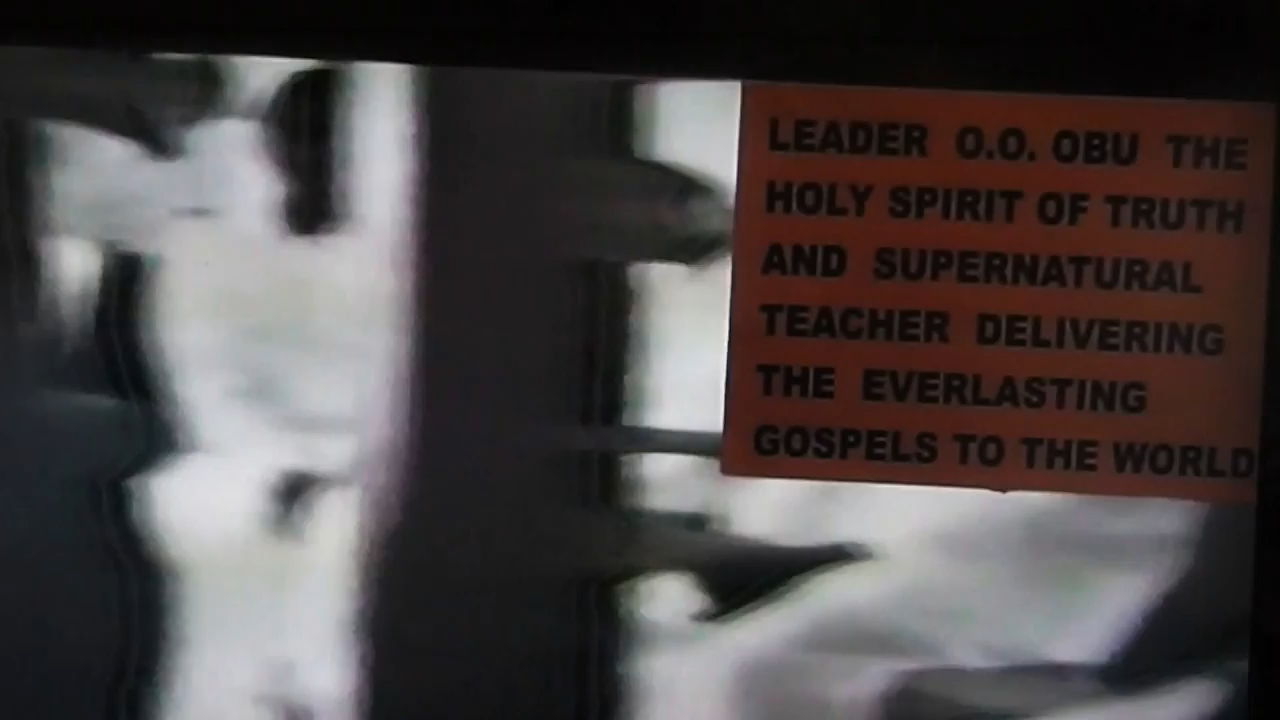 LEADER O.O. OBU THE
HOLY SPIRIT OF TRUTH
AND SUPERNATURAL
TEACHER DELIVERING
THE EVERLASTING
GOSPELS TO THE WORLD